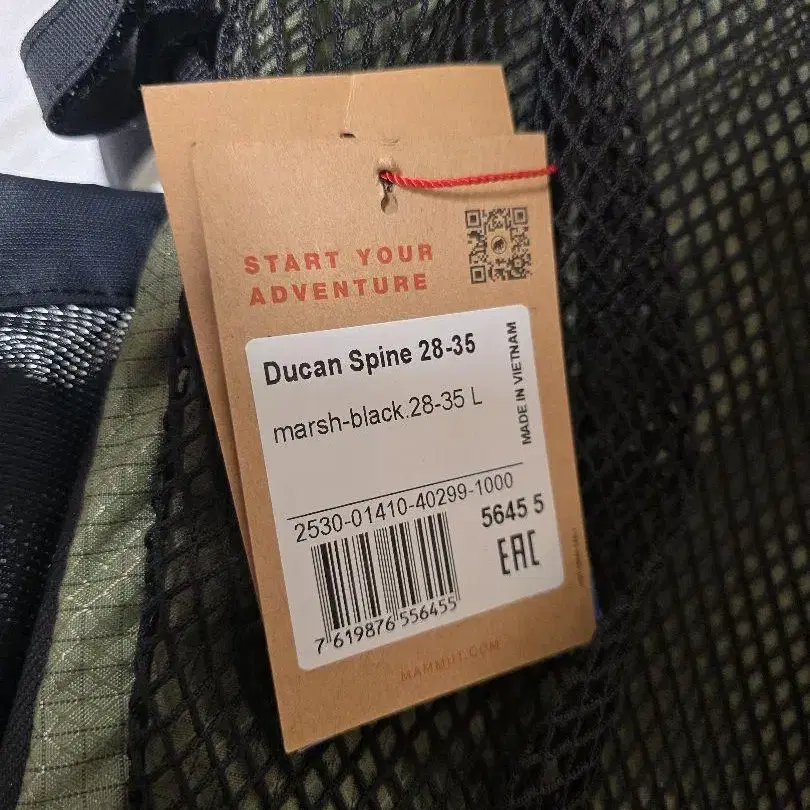 START YOUR
ADVENTURE
Ducan Spine 28-35
MADE IN VIETNAM
marsh-black.28-35 L
2530-01410-40299-1000
5645 5
EAC
7 619876 556455
MAMMUT.COM